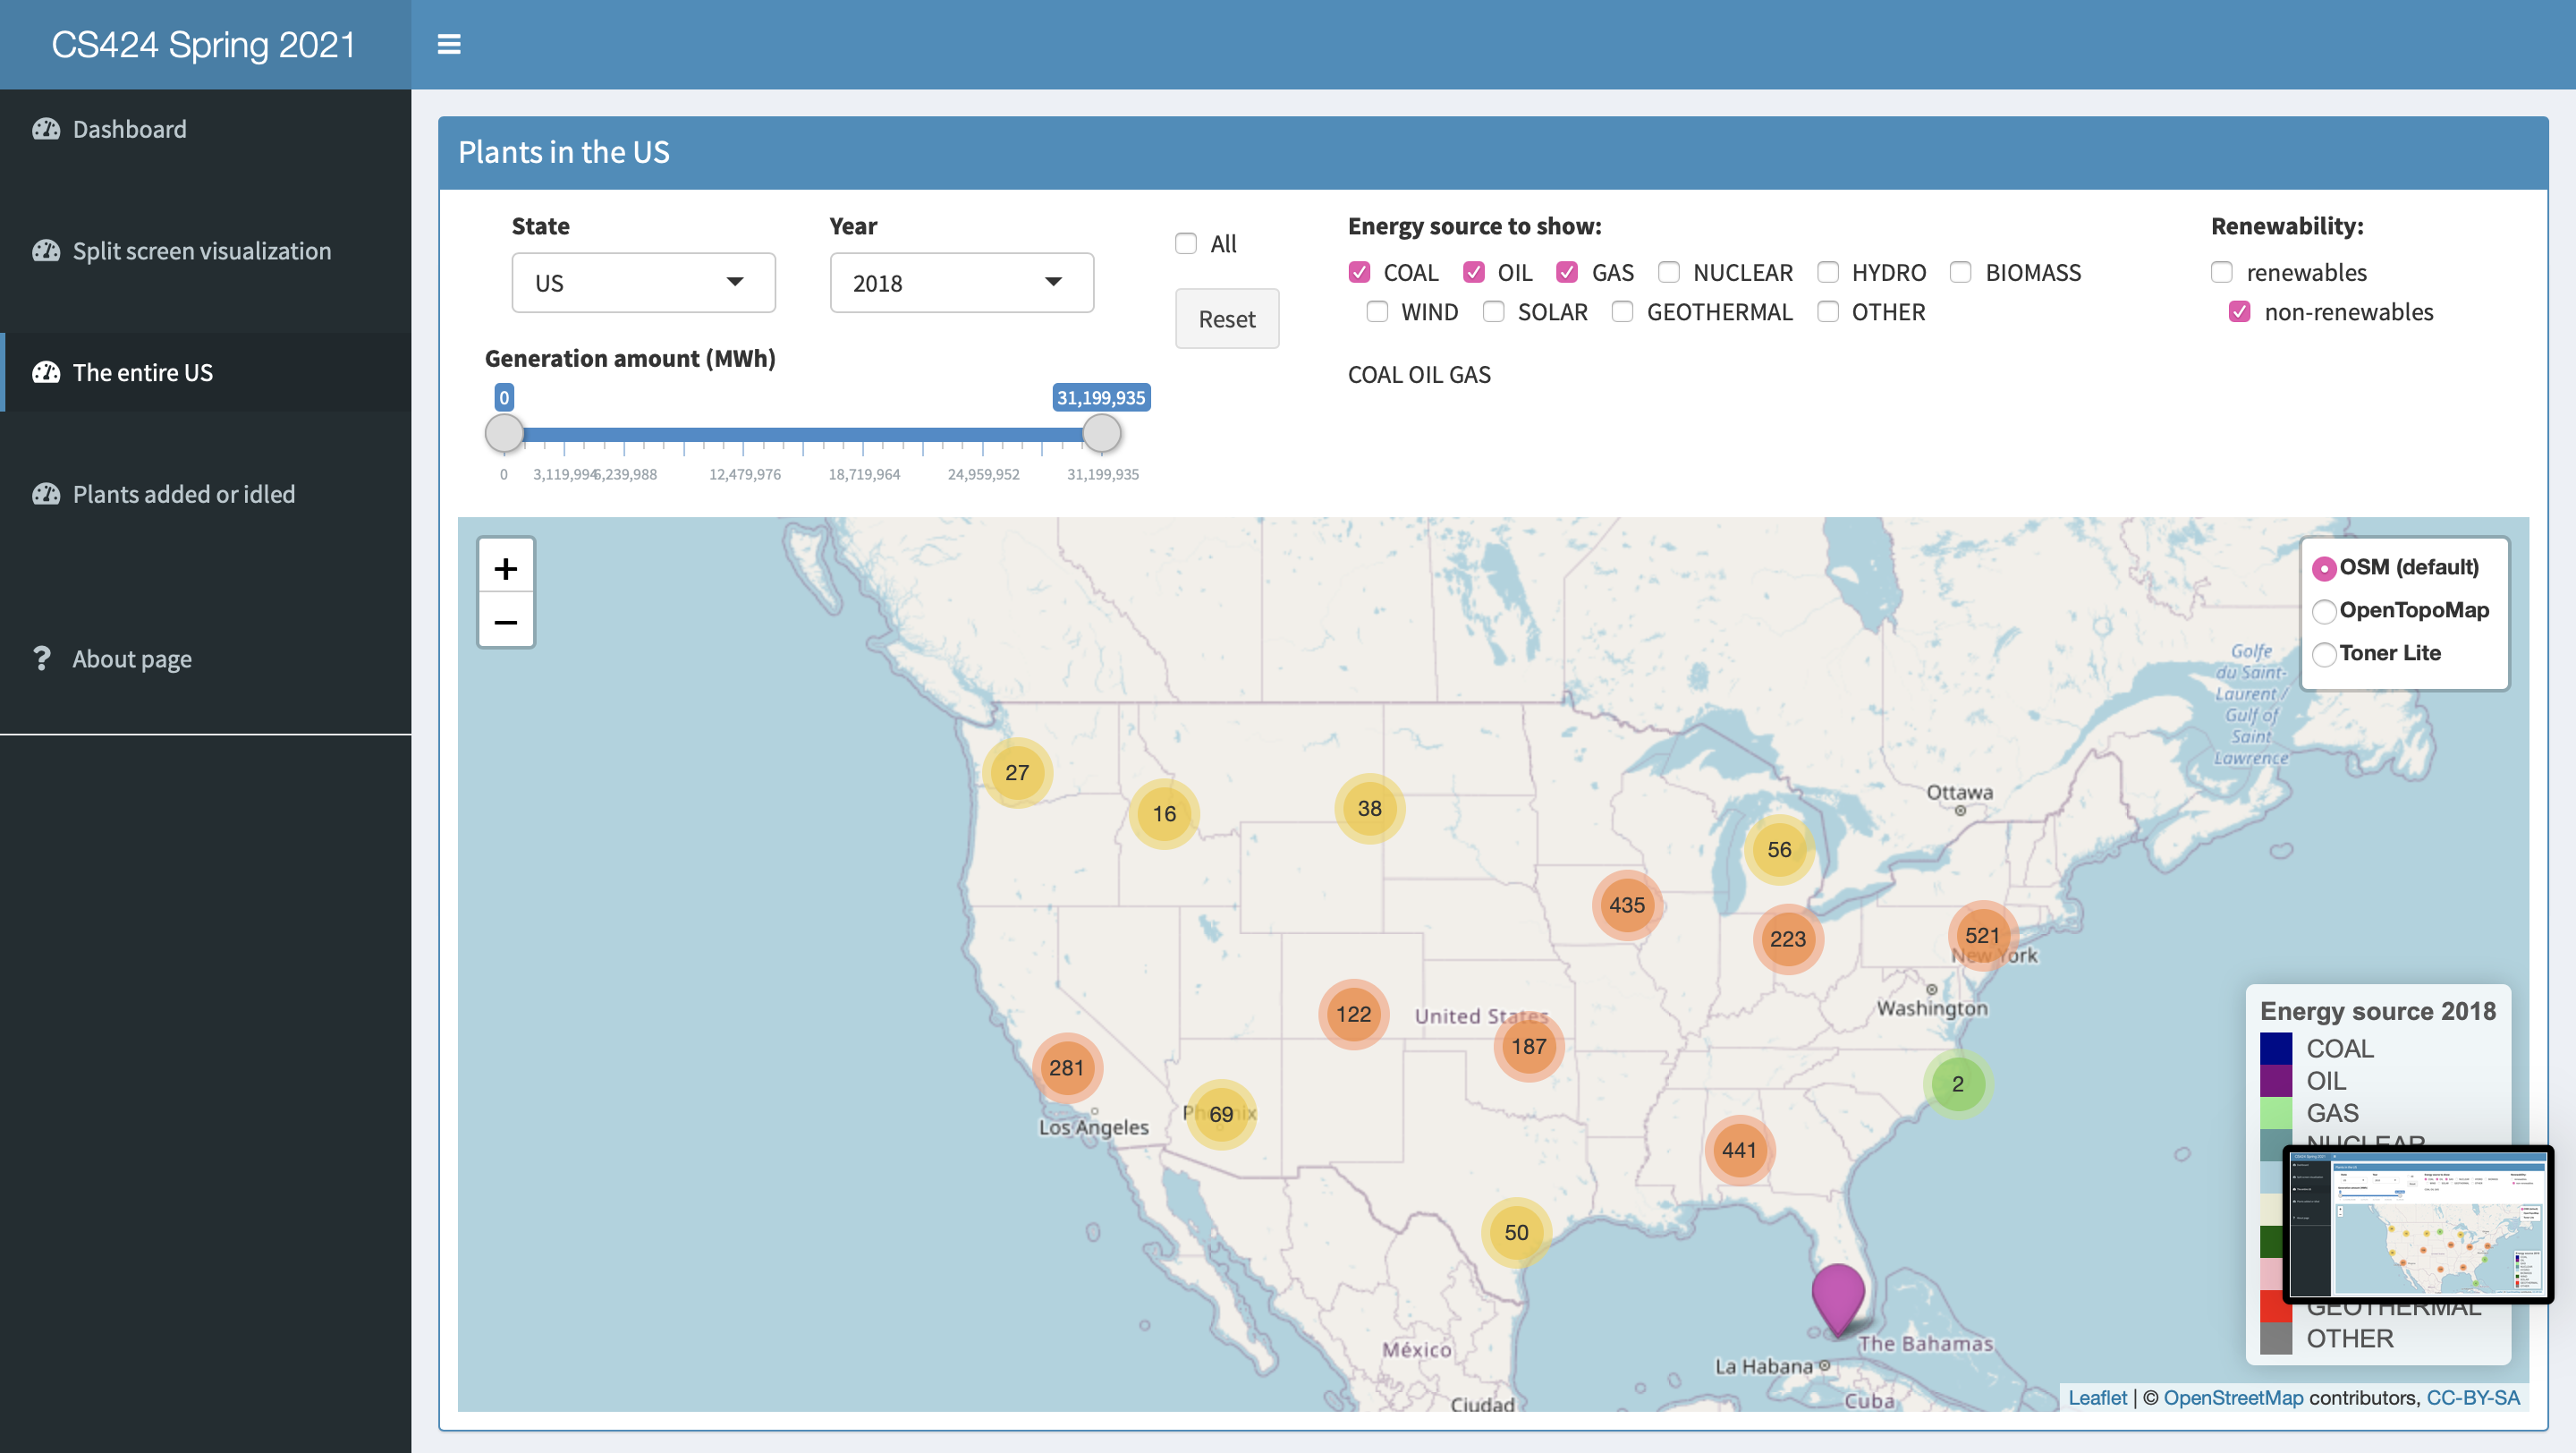 CS424 Spring 2021
Dashboard
Split screen visualization
The entire US
Plants added or idled
About page
Plants in the US
State
US
Year
2018
All
Reset
Energy source to show:
COAL OIL GAS NUCLEAR HYDRO BIOMASS
WIND SOLAR GEOTHERMAL OTHER
COAL OIL GAS
Renewability:
renewables
non-renewables
Generation amount (MWh)
0 31,199,935
0 3,119,994 6,239,988 12,479,976 18,719,964 24,959,952 31,199,935
+
−
OSM (default)
OpenTopoMap
Toner Lite
Golfe
du Saint-
Laurent /
Gulf of
Saint
Lawrence
27
16
38
Ottawa
56
435
223
521
New York
Washington
122
United States
187
281
Los Angeles
69
Phoenix
2
441
50
México
Ciudad
La Habana
The Bahamas
Cuba
Energy source 2018
COAL
OIL
GAS
NUCLEAR
GEOTHERMAL
OTHER
Leaflet | © OpenStreetMap contributors, CC-BY-SA